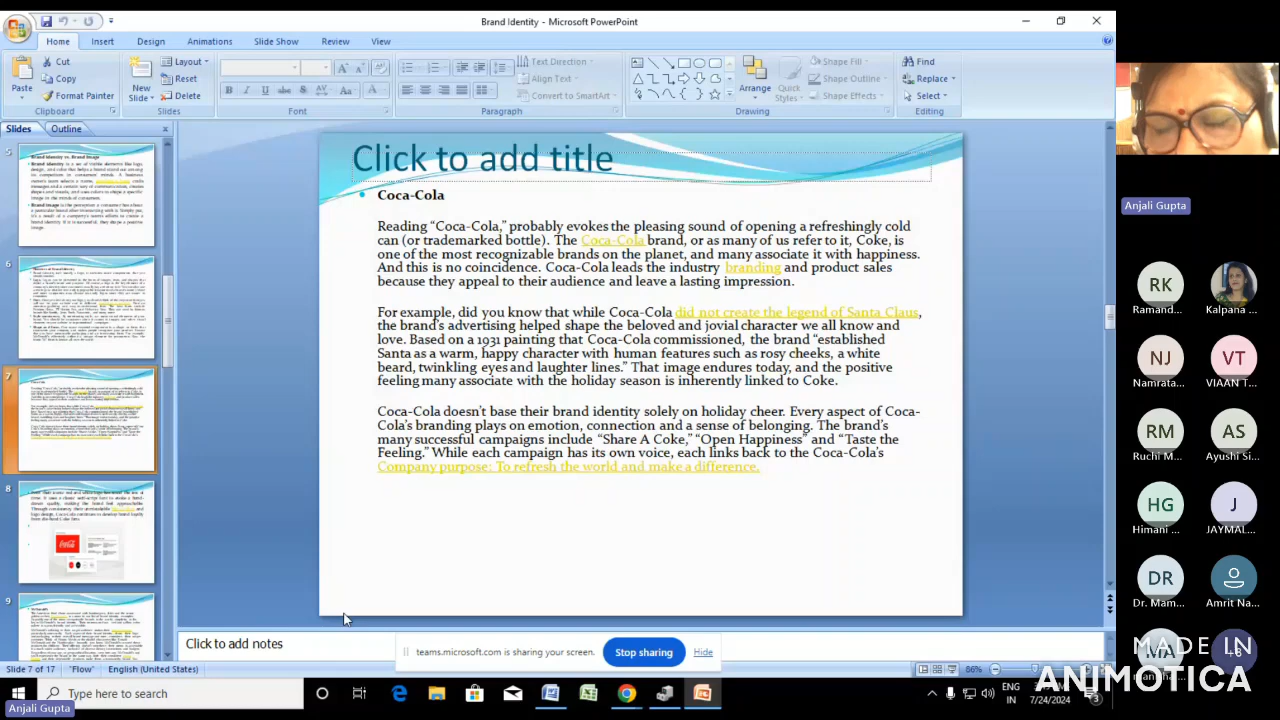 Brand Identity - Microsoft PowerPoint
Home Insert Design Animations Slide Show Review View
Paste Cut Copy Format Painter Clipboard
New Slide Layout Reset Delete Slides
Font
Text Direction Align Text Convert to SmartArt Paragraph
Arrange Quick Styles Shape Fill Shape Outline Shape Effects Drawing
Find Replace Select Editing
Slides Outline
5
Brand Identity vs. Brand Image
6
7
8
9
Click to add title
Coca-Cola
Reading “Coca-Cola,” probably evokes the pleasing sound of opening a refreshingly cold
can (or trademarked bottle). The Coca-Cola brand, or as many of us refer to it, Coke, is
one of the most recognizable brands on the planet, and many associate it with happiness.
And this is no coincidence. Coca-Cola leads the industry branding and product sales
because they appeal to their audience and leave a lasting impression.
For example, did you know that while Coca-Cola did not create the legend of Santa Claus,
the brand’s advertising helped shape the beloved and jovial character we all know and
love. Based on a 1931 painting that Coca-Cola commissioned, the brand “established
Santa as a warm, happy character with human features such as rosy cheeks, a white
beard, twinkling eyes and laughter lines.” That image endures today, and the positive
feeling many associate with the holiday season is inherently linked to Coke.
Coca-Cola doesn’t base their brand identity solely on holiday cheer. Every aspect of Coca-
Cola’s branding plays on emotion, connection and a sense of belonging. The brand’s
many successful campaigns include “Share A Coke,” “Open Happiness” and “Taste the
Feeling.” While each campaign has its own voice, each links back to the Coca-Cola’s
Company purpose: To refresh the world and make a difference.
Click to add notes
teams.microsoft.com is sharing your screen. Stop sharing Hide
Slide 7 of 17 "Flow" English (United States) 86%
Type here to search
ENG
IN
7/24/2024
3
Anjali Gupta
Anjali Gupta
RK
Ramand...
Kalpana ...
NJ
Namrata...
VT
VIAAN T...
RM
Ruchi M...
AS
Ayushi Si...
HG
Himani ...
J
JAYMAL...
DR
Dr. Mam...
Amrit Na...
MA
MADE IN
ANIMOTICA